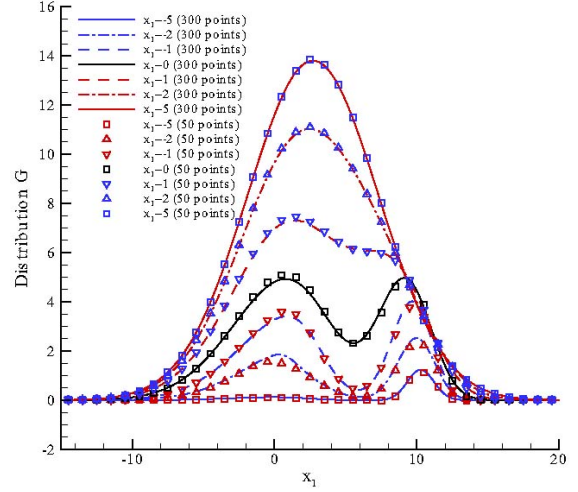 x1--5 (300 points)
x1--2 (300 points)
x1--1 (300 points)
x1-0 (300 points)
x1-1 (300 points)
x1-2 (300 points)
x1-5 (300 points)
x1--5 (50 points)
x1--2 (50 points)
x1--1 (50 points)
x1-0 (50 points)
x1-1 (50 points)
x1-2 (50 points)
x1-5 (50 points)
Distribution G
16
14
12
10
8
6
4
2
0
-2
-10
0
10
20
x1